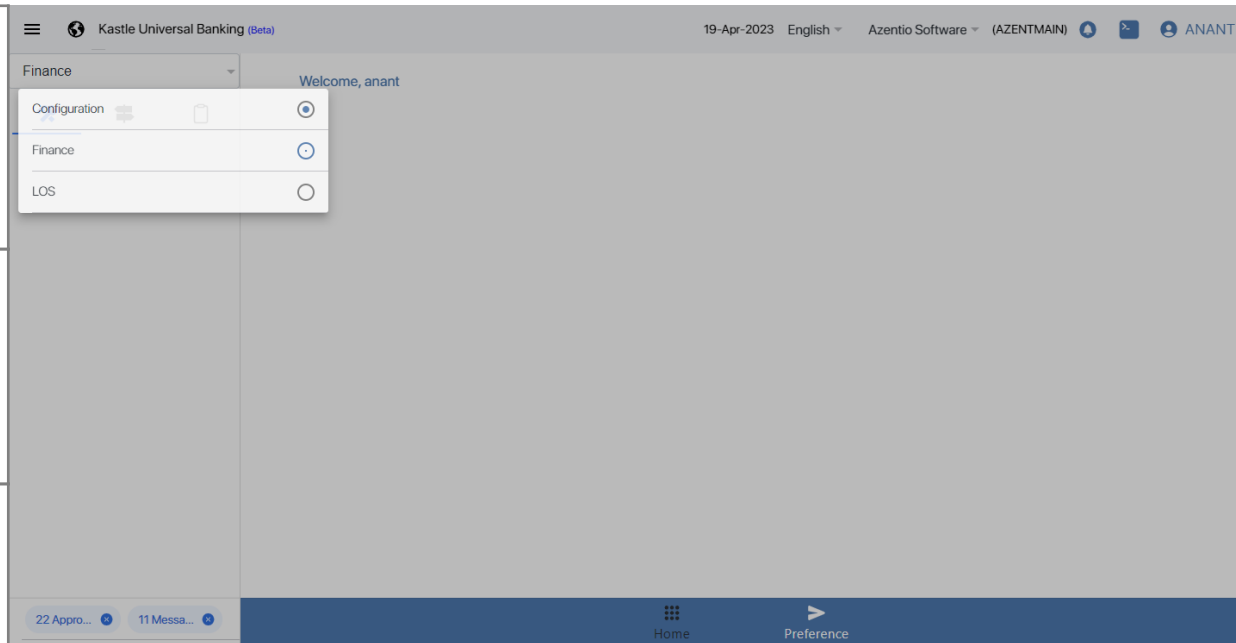 Kastle Universal Banking (Beta)
19-Apr-2023 English Azentio Software (AZENTMAIN) ANANT
Finance
Welcome, anant
Configuration
Finance
LOS
22 Appro... 11 Messa...
Home Preference